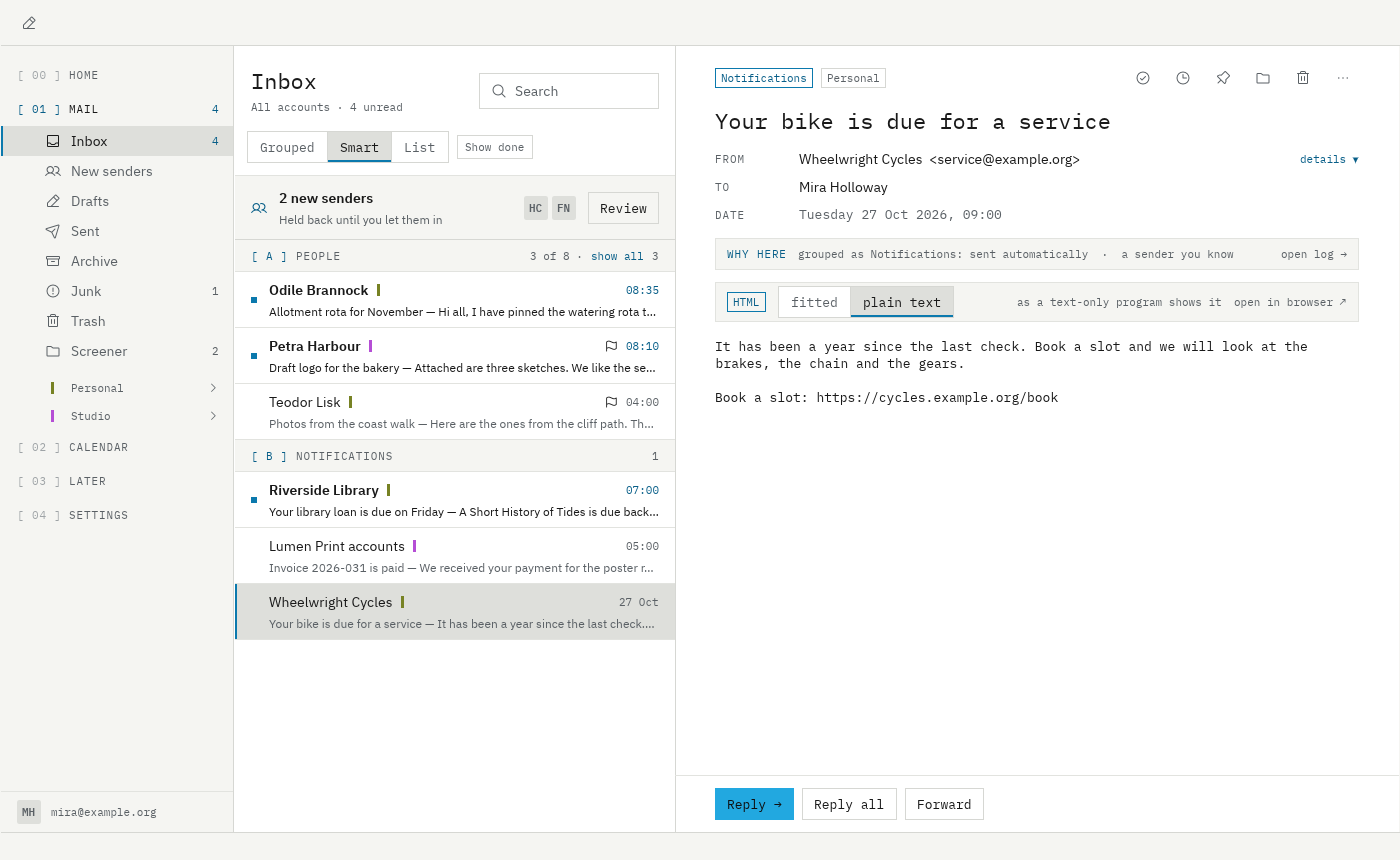 [ 00 ] HOME
[ 01 ] MAIL 4
Inbox 4
New senders
Drafts
Sent
Archive
Junk 1
Trash
Screener 2
Personal
Studio
[ 02 ] CALENDAR
[ 03 ] LATER
[ 04 ] SETTINGS
MH mira@example.org
Inbox
All accounts · 4 unread
Search
Grouped Smart List Show done
2 new senders
Held back until you let them in
HC FN Review
[ A ] PEOPLE 3 of 8 · show all 3
Odile Brannock 08:35
Allotment rota for November — Hi all, I have pinned the watering rota t…
Petra Harbour 08:10
Draft logo for the bakery — Attached are three sketches. We like the se…
Teodor Lisk 04:00
Photos from the coast walk — Here are the ones from the cliff path. Th…
[ B ] NOTIFICATIONS 1
Riverside Library 07:00
Your library loan is due on Friday — A Short History of Tides is due back…
Lumen Print accounts 05:00
Invoice 2026-031 is paid — We received your payment for the poster r…
Wheelwright Cycles 27 Oct
Your bike is due for a service — It has been a year since the last check.…
Notifications Personal
Your bike is due for a service
FROM Wheelwright Cycles <service@example.org> details ▾
TO Mira Holloway
DATE Tuesday 27 Oct 2026, 09:00
WHY HERE grouped as Notifications: sent automatically · a sender you know open log →
HTML fitted plain text as a text-only program shows it open in browser ↗
It has been a year since the last check. Book a slot and we will look at the
brakes, the chain and the gears.
Book a slot: https://cycles.example.org/book
Reply → Reply all Forward